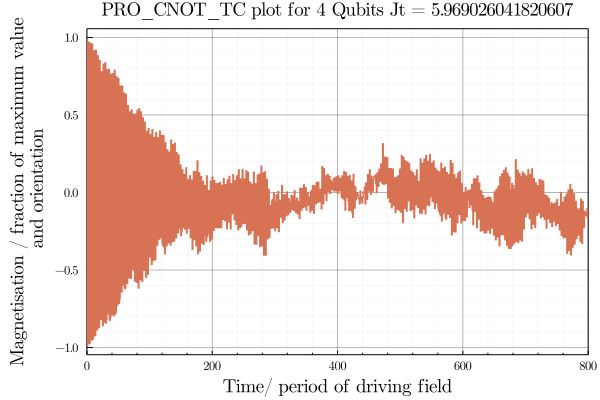 PRO_CNOT_TC plot for 4 Qubits Jt = 5.969026041820607
Magnetisation / fraction of maximum value
and orientation
1.0
0.5
0.0
−0.5
−1.0
0 200 400 600 800
Time/ period of driving field